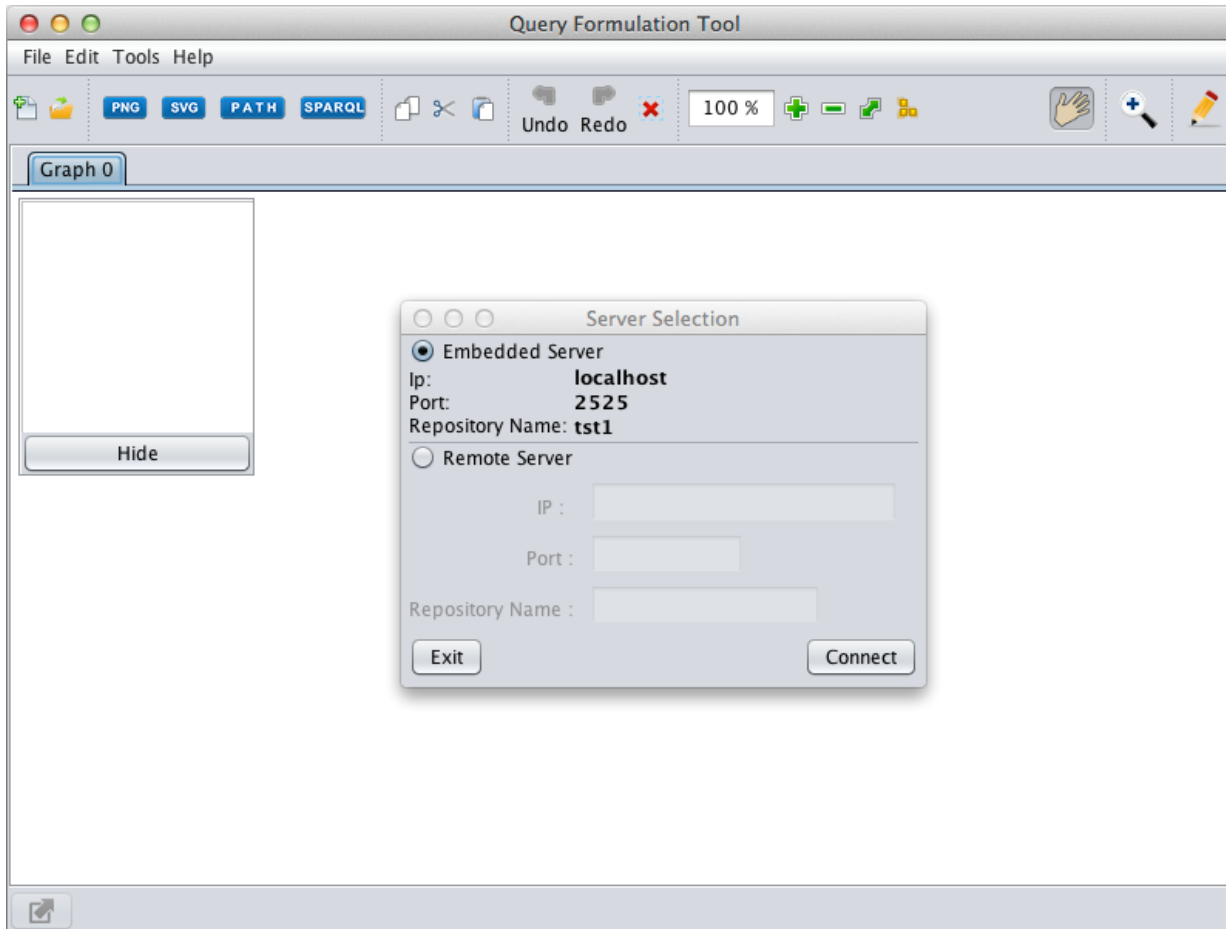 Query Formulation Tool
File Edit Tools Help
PNG SVG PATH SPARQL Undo Redo 100 %
Graph 0
Hide
Server Selection
Embedded Server
Ip: localhost
Port: 2525
Repository Name: tst1
Remote Server
IP :
Port :
Repository Name :
Exit Connect